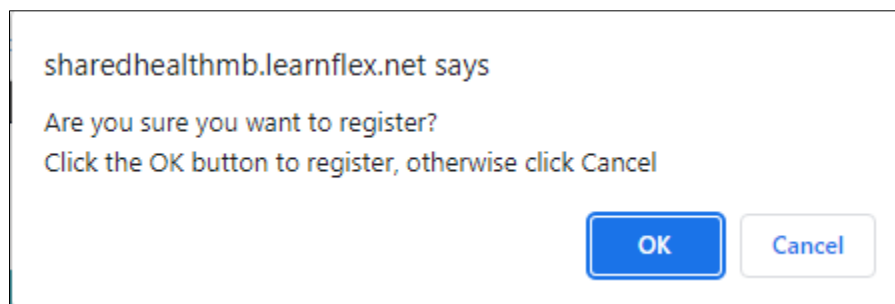 sharedhealthmb.learnflex.net says
Are you sure you want to register?
Click the OK button to register, otherwise click Cancel
OK
Cancel